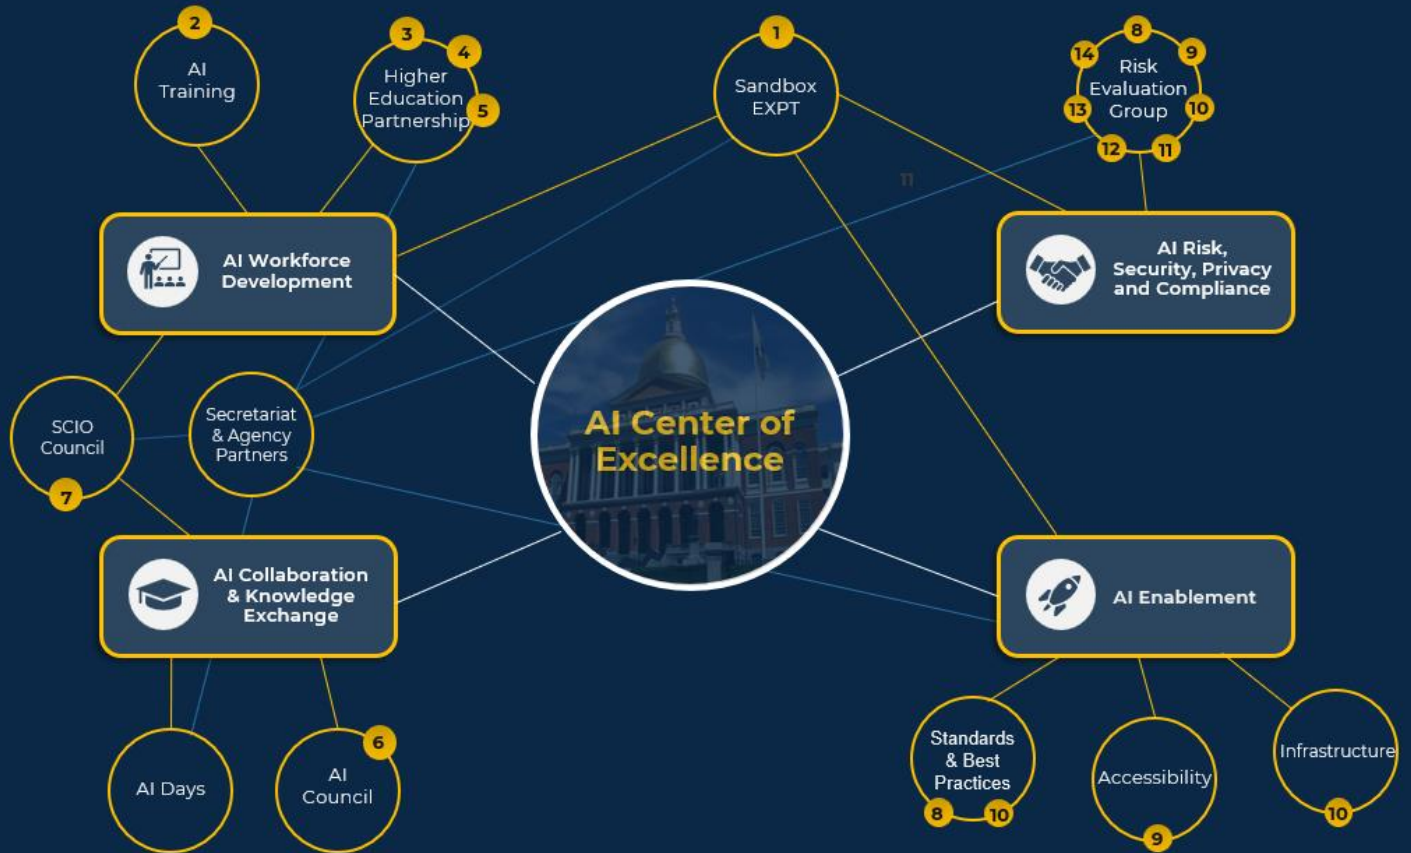 2
AI
Training
3
4
5
Higher
Education
Partnership
1
Sandbox
EXPT
8
9
10
11
12
13
14
Risk
Evaluation
Group
11
AI Workforce
Development
AI Risk,
Security, Privacy
and Compliance
SCIO
Council
7
Secretariat
& Agency
Partners
AI Center of
Excellence
AI Collaboration
& Knowledge
Exchange
AI Enablement
AI Days
6
AI
Council
Standards
& Best
Practices
8
10
Accessibility
9
Infrastructure
10